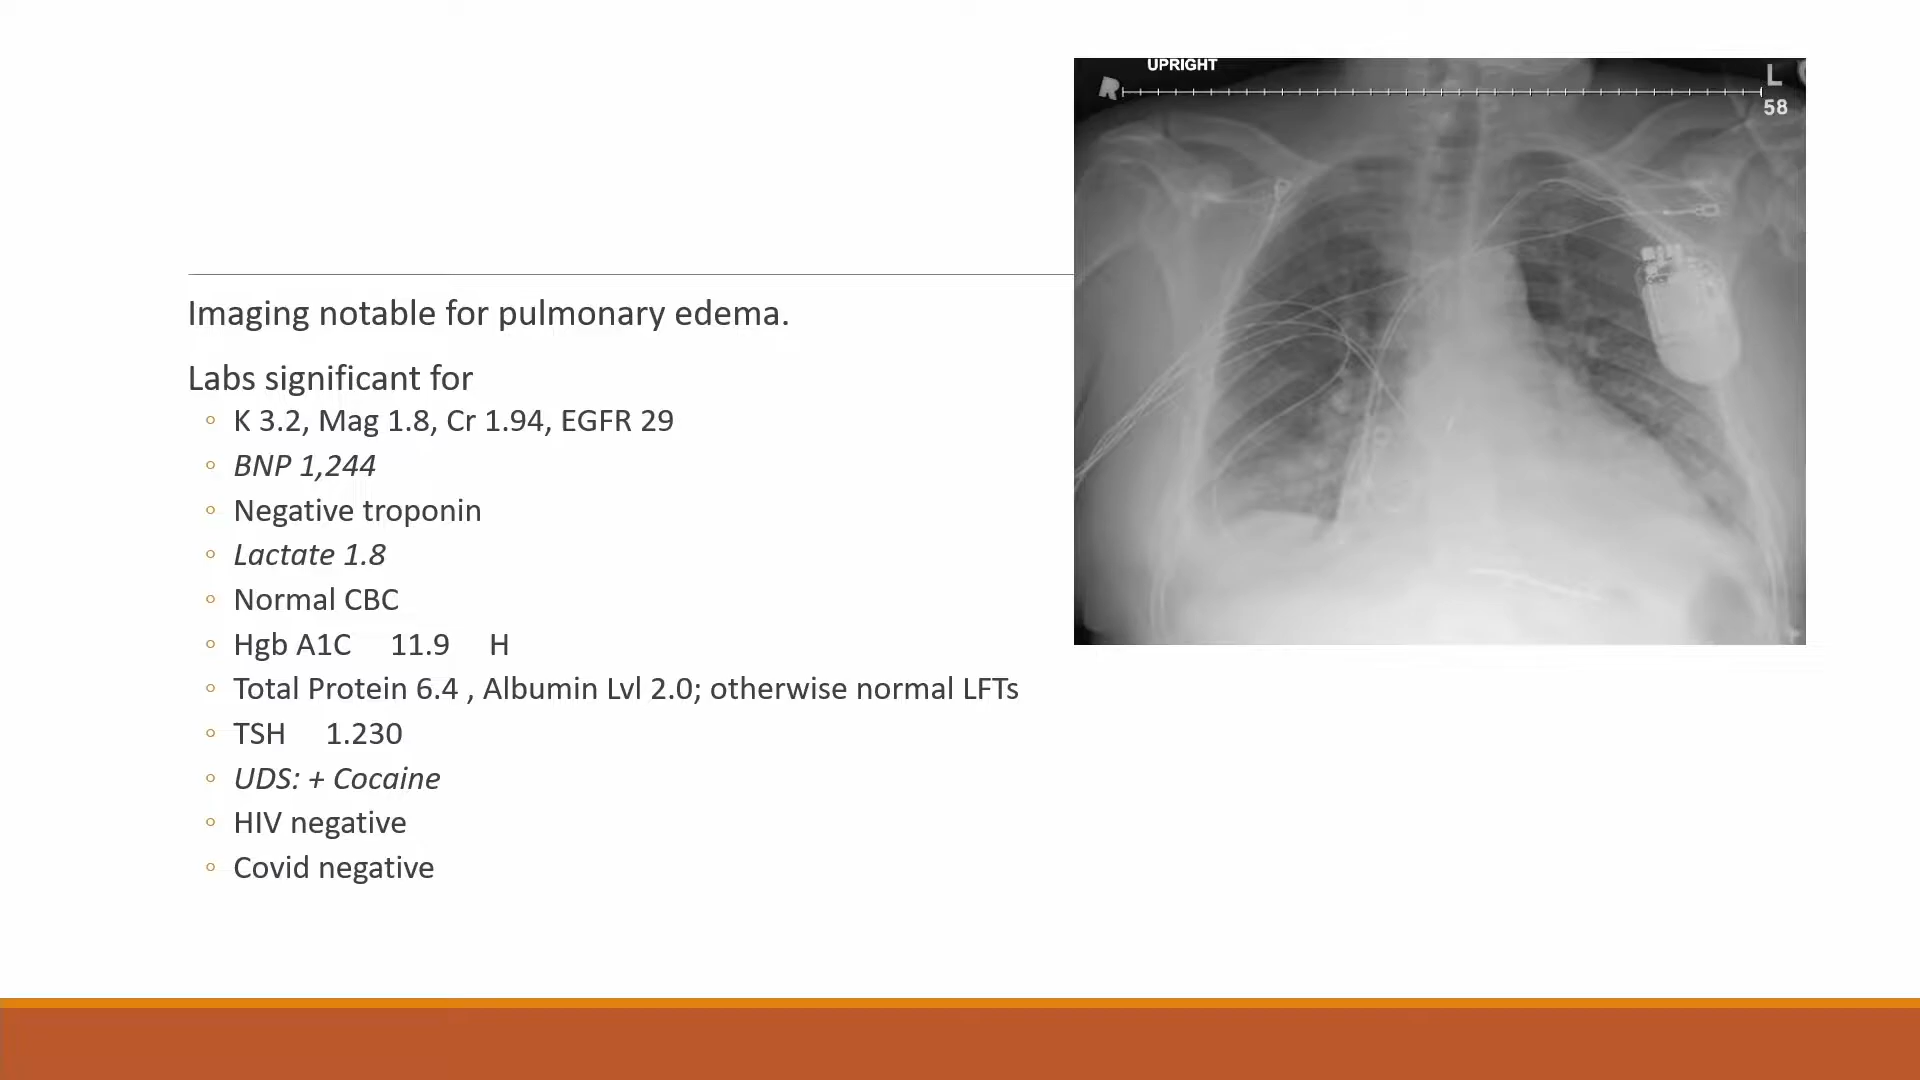 UPRIGHT
R
L
58
Imaging notable for pulmonary edema.
Labs significant for
K 3.2, Mag 1.8, Cr 1.94, EGFR 29
BNP 1,244
Negative troponin
Lactate 1.8
Normal CBC
Hgb A1C 11.9 H
Total Protein 6.4 , Albumin Lvl 2.0; otherwise normal LFTs
TSH 1.230
UDS: + Cocaine
HIV negative
Covid negative